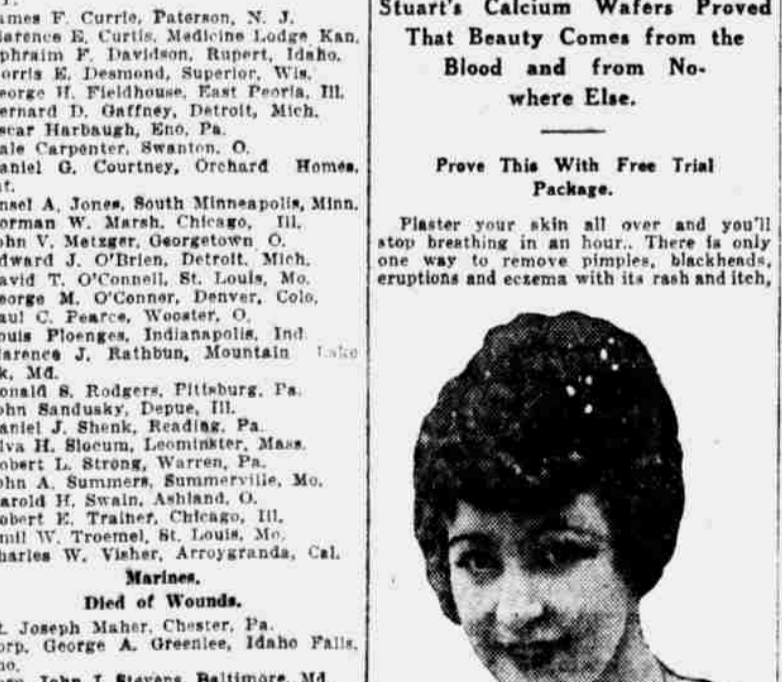 ames F. Currie, Paterson, N. J.
larence E. Curtis, Medicine Lodge Kan.
phraim F. Davidson, Rupert, Idaho.
orris E. Desmond, Superior, Wis.
eorge H. Fieldhouse, East Peoria, Ill.
ernard D. Gaffney, Detroit, Mich.
scar Harbaugh, Eno, Pa.
ale Carpenter, Swanton, O.
aniel G. Courtney, Orchard Homes,
nsel A. Jones, South Minneapolis, Minn.
orman W. Marsh, Chicago, Ill.
ohn V. Metzger, Georgetown O.
dward J. O'Brien, Detroit, Mich.
avid T. O'Connell, St. Louis, Mo.
eorge M. O'Connor, Denver, Colo.
aul C. Pearce, Wooster, O.
ouis Ploenges, Indianapolis, Ind
larence J. Rathbun, Mountain Lake
k, Md.
onald S. Rodgers, Pittsburg, Pa.
ohn Sandusky, Depue, Ill.
aniel J. Shenk, Reading, Pa.
lva H. Slocum, Leominster, Mass.
obert L. Strong, Warren, Pa.
ohn A. Summers, Summerville, Mo.
arold H. Swain, Ashland, O.
obert E. Trainer, Chicago, Ill.
mil W. Troemel, St. Louis, Mo.
harles W. Visher, Arroygranda, Cal.
Marines.
Died of Wounds.
t. Joseph Maher, Chester, Pa.
orp. George A. Greenlee, Idaho Falls,
ho.
John J. Stevens, Baltimore, Md.
Stuart's Calcium Wafers Proved
That Beauty Comes from the
Blood and from No-
where Else.
Prove This With Free Trial
Package.
Plaster your skin all over and you'll
stop breathing in an hour.. There is only
one way to remove pimples, blackheads,
eruptions and eczema with its rash and itch,